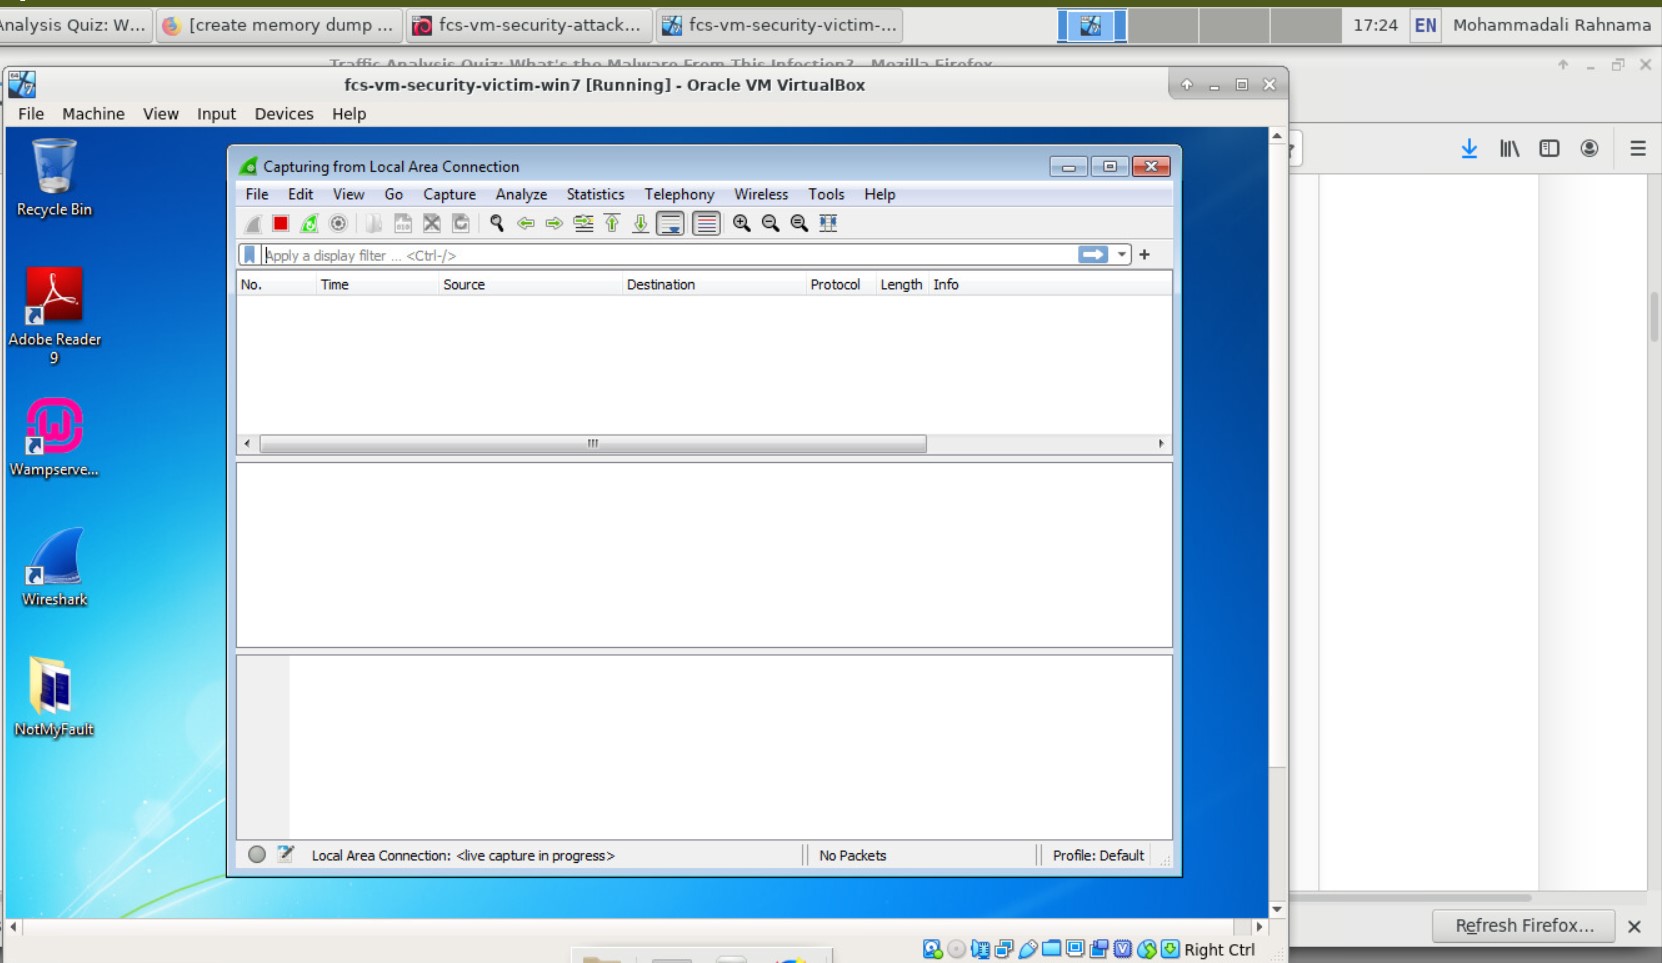 Analysis Quiz: W...
[create memory dump ...
fcs-vm-security-attack...
fcs-vm-security-victim-...
17:24 EN Mohammadali Rahnama
Traffic Analysis Quiz: What's the Malware From This Infection? - Mozilla Firefox
fcs-vm-security-victim-win7 [Running] - Oracle VM VirtualBox
File Machine View Input Devices Help
Recycle Bin
Adobe Reader
9
Wampserve...
Wireshark
NotMyFault
Capturing from Local Area Connection
File Edit View Go Capture Analyze Statistics Telephony Wireless Tools Help
Apply a display filter ... <Ctrl-/>
No. Time Source Destination Protocol Length Info
Local Area Connection: <live capture in progress> No Packets Profile: Default
Refresh Firefox...
Right Ctrl